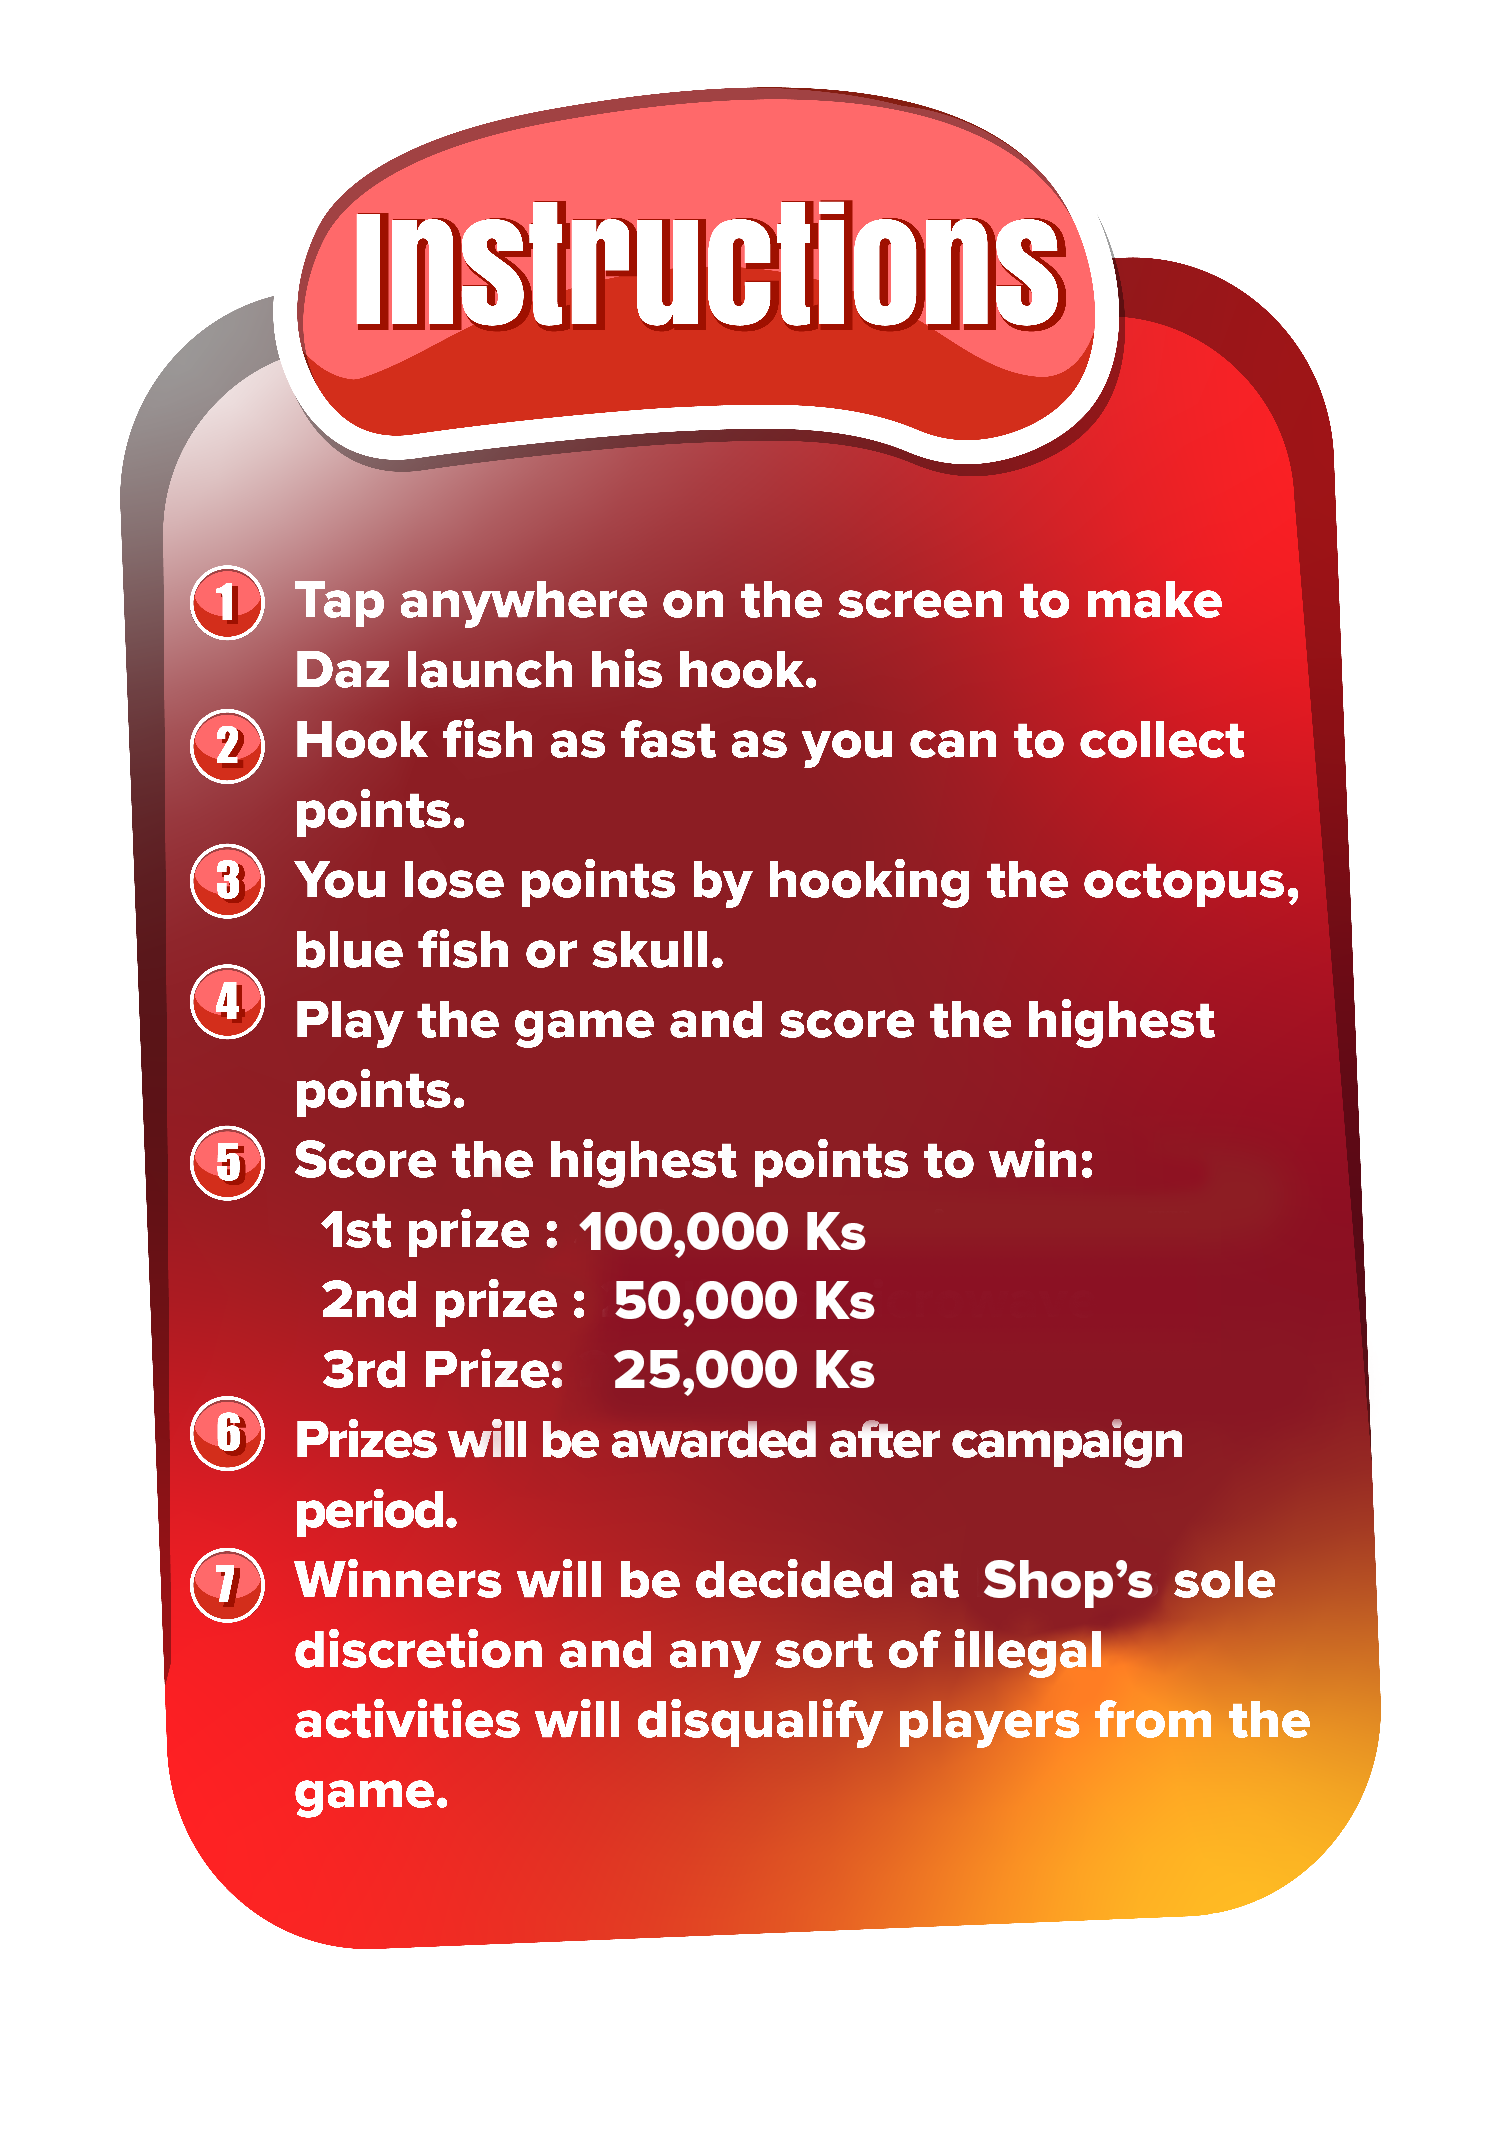 Instructions
1 Tap anywhere on the screen to make
Daz launch his hook.
2 Hook fish as fast as you can to collect
points.
3 You lose points by hooking the octopus,
blue fish or skull.
4 Play the game and score the highest
points.
5 Score the highest points to win:
1st prize : 100,000 Ks
2nd prize : 50,000 Ks
3rd Prize: 25,000 Ks
6 Prizes will be awarded after campaign
period.
7 Winners will be decided at Shop’s sole
discretion and any sort of illegal
activities will disqualify players from the
game.